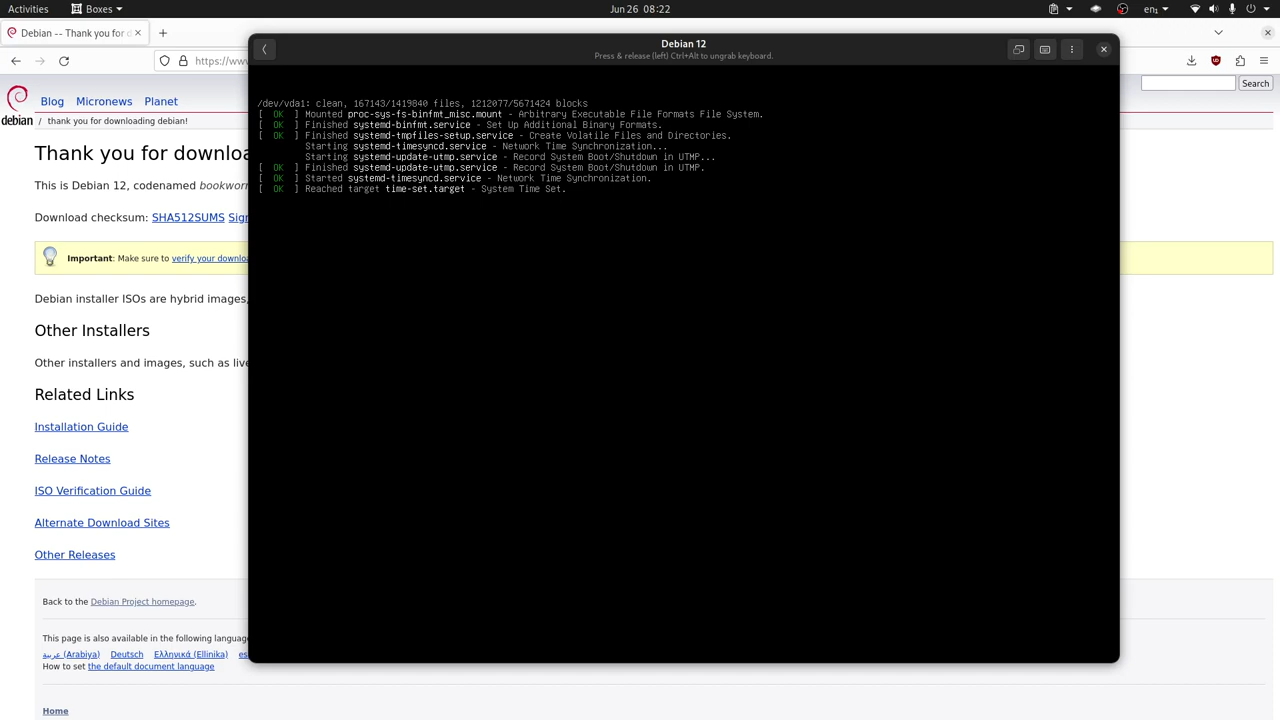 Activities
Boxes
Jun 26 08:22
en₁
Debian -- Thank you for d
https://www
debian
Blog Micronews Planet
/ thank you for downloading debian!
Search
Thank you for downloa
This is Debian 12, codenamed bookworm
Download checksum: SHA512SUMS Sign
Important: Make sure to verify your downloa
Debian installer ISOs are hybrid images,
Other Installers
Other installers and images, such as live
Related Links
Installation Guide
Release Notes
ISO Verification Guide
Alternate Download Sites
Other Releases
Back to the Debian Project homepage.
This page is also available in the following language
عربية (Arabiya) Deutsch Ελληνικά (Ellinika) es
How to set the default document language
Home
Debian 12
Press & release (left) Ctrl+Alt to ungrab keyboard.
/dev/vda1: clean, 167143/1419840 files, 1212077/5671424 blocks
[ OK ] Mounted proc-sys-fs-binfmt_misc.mount - Arbitrary Executable File Formats File System.
[ OK ] Finished systemd-binfmt.service - Set Up Additional Binary Formats.
[ OK ] Finished systemd-tmpfiles-setup.service - Create Volatile Files and Directories.
Starting systemd-timesyncd.service - Network Time Synchronization...
Starting systemd-update-utmp.service - Record System Boot/Shutdown in UTMP...
[ OK ] Finished systemd-update-utmp.service - Record System Boot/Shutdown in UTMP.
[ OK ] Started systemd-timesyncd.service - Network Time Synchronization.
[ OK ] Reached target time-set.target - System Time Set.